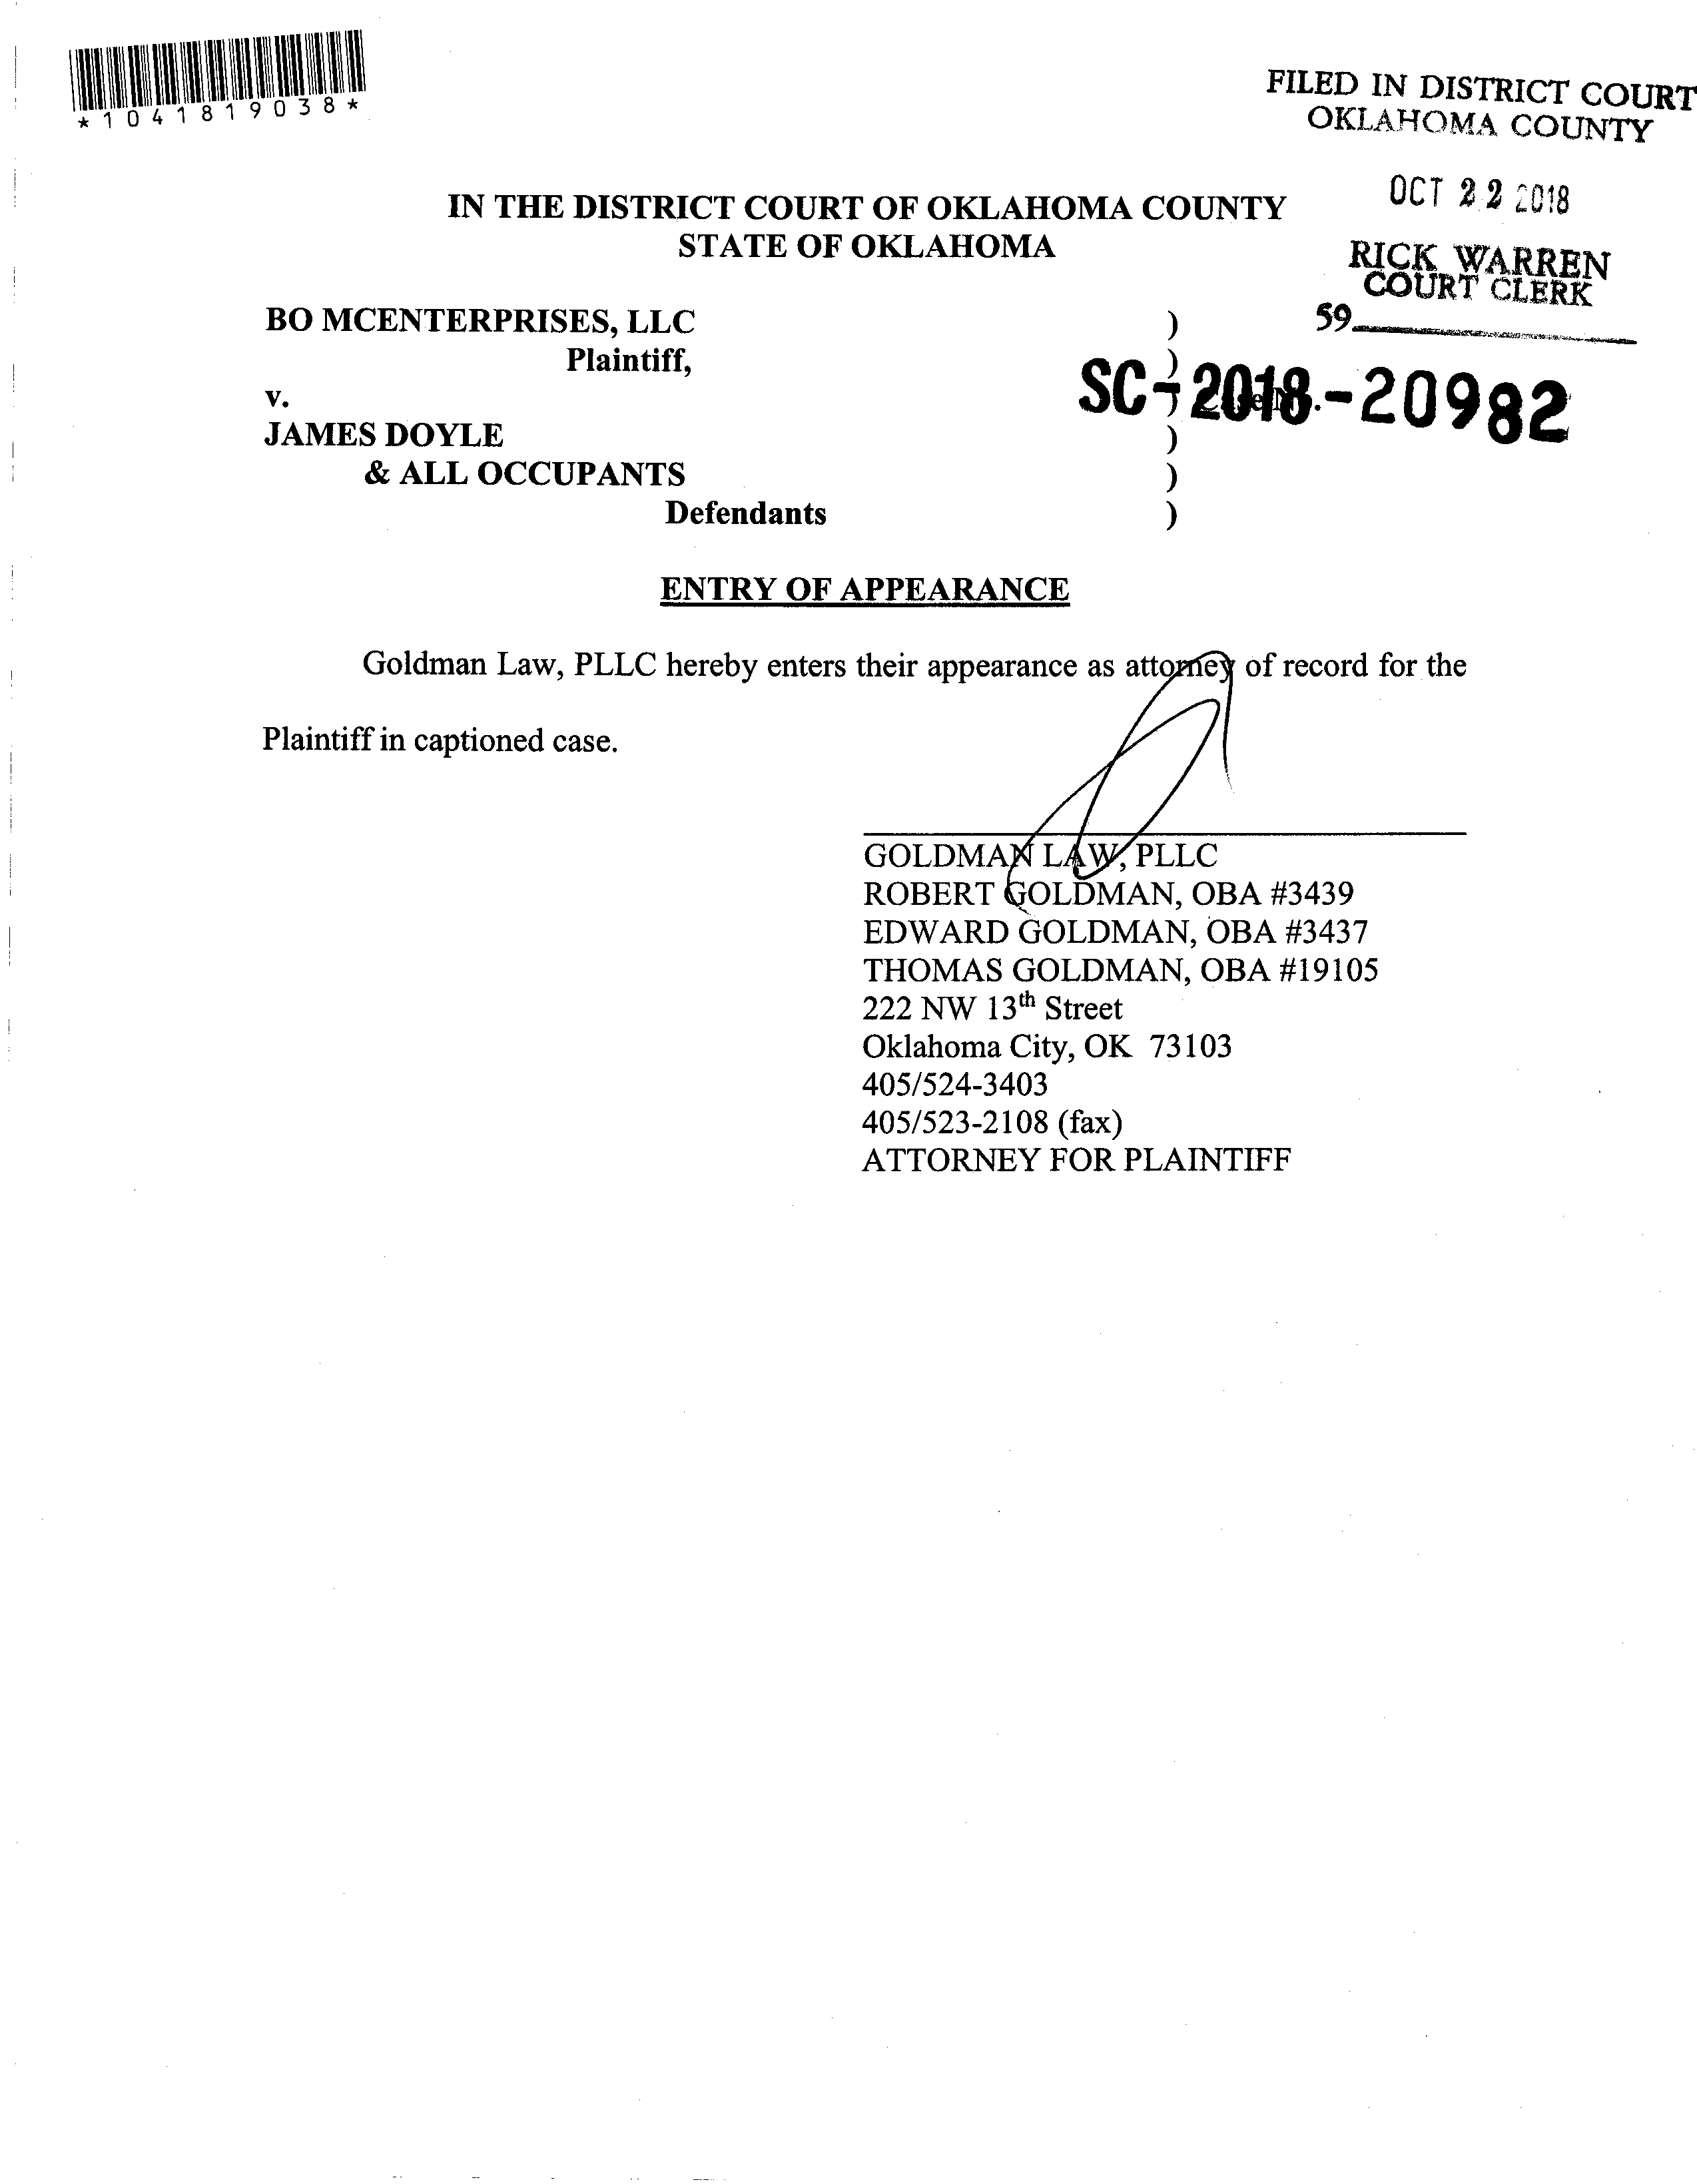 *1041819038*
FILED IN DISTRICT COURT
OKLAHOMA COUNTY
OCT 22 2018
RICK WARREN
COURT CLERK
59
IN THE DISTRICT COURT OF OKLAHOMA COUNTY
STATE OF OKLAHOMA
BO MCENTERPRISES, LLC )
Plaintiff, )
v. ) Case No. SC-2018-20982
JAMES DOYLE )
& ALL OCCUPANTS )
Defendants )
ENTRY OF APPEARANCE
Goldman Law, PLLC hereby enters their appearance as attorney of record for the
Plaintiff in captioned case.
GOLDMAN LAW, PLLC
ROBERT GOLDMAN, OBA #3439
EDWARD GOLDMAN, OBA #3437
THOMAS GOLDMAN, OBA #19105
222 NW 13th Street
Oklahoma City, OK 73103
405/524-3403
405/523-2108 (fax)
ATTORNEY FOR PLAINTIFF